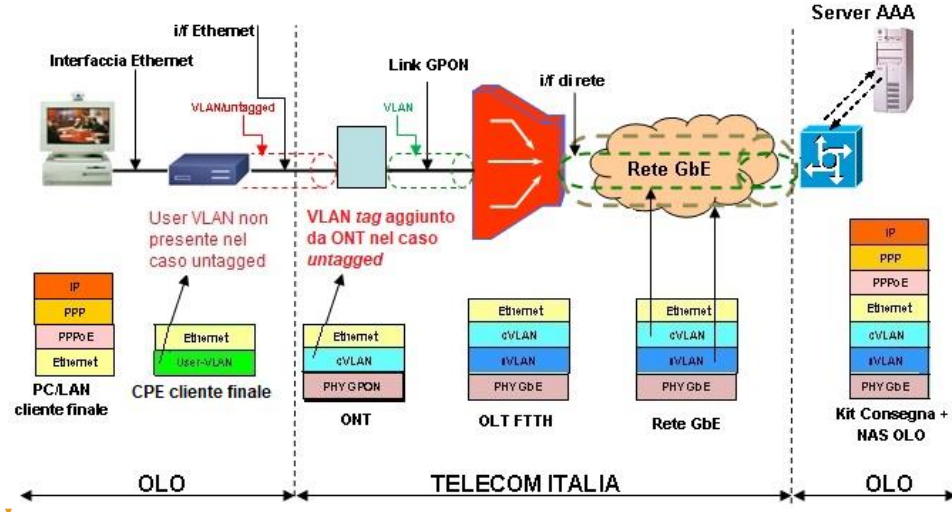 Server AAA
i/f Ethernet
Interfaccia Ethernet
Link GPON
i/f di rete
VLAN/untagged
VLAN
Rete GbE
User VLAN non
presente nel
caso untagged
VLAN tag aggiunto
da ONT nel caso
untagged
IP
PPP
PPPoE
Ethernet
PC/LAN
cliente finale
Ethernet
User-VLAN
CPE cliente finale
Ethernet
cVLAN
PHY GPON
ONT
Ethernet
cVLAN
sVLAN
PHY GbE
OLT FTTH
Ethernet
cVLAN
sVLAN
PHY GbE
Rete GbE
IP
PPP
PPPoE
Ethernet
cVLAN
sVLAN
PHY GbE
Kit Consegna +
NAS OLO
OLO
TELECOM ITALIA
OLO